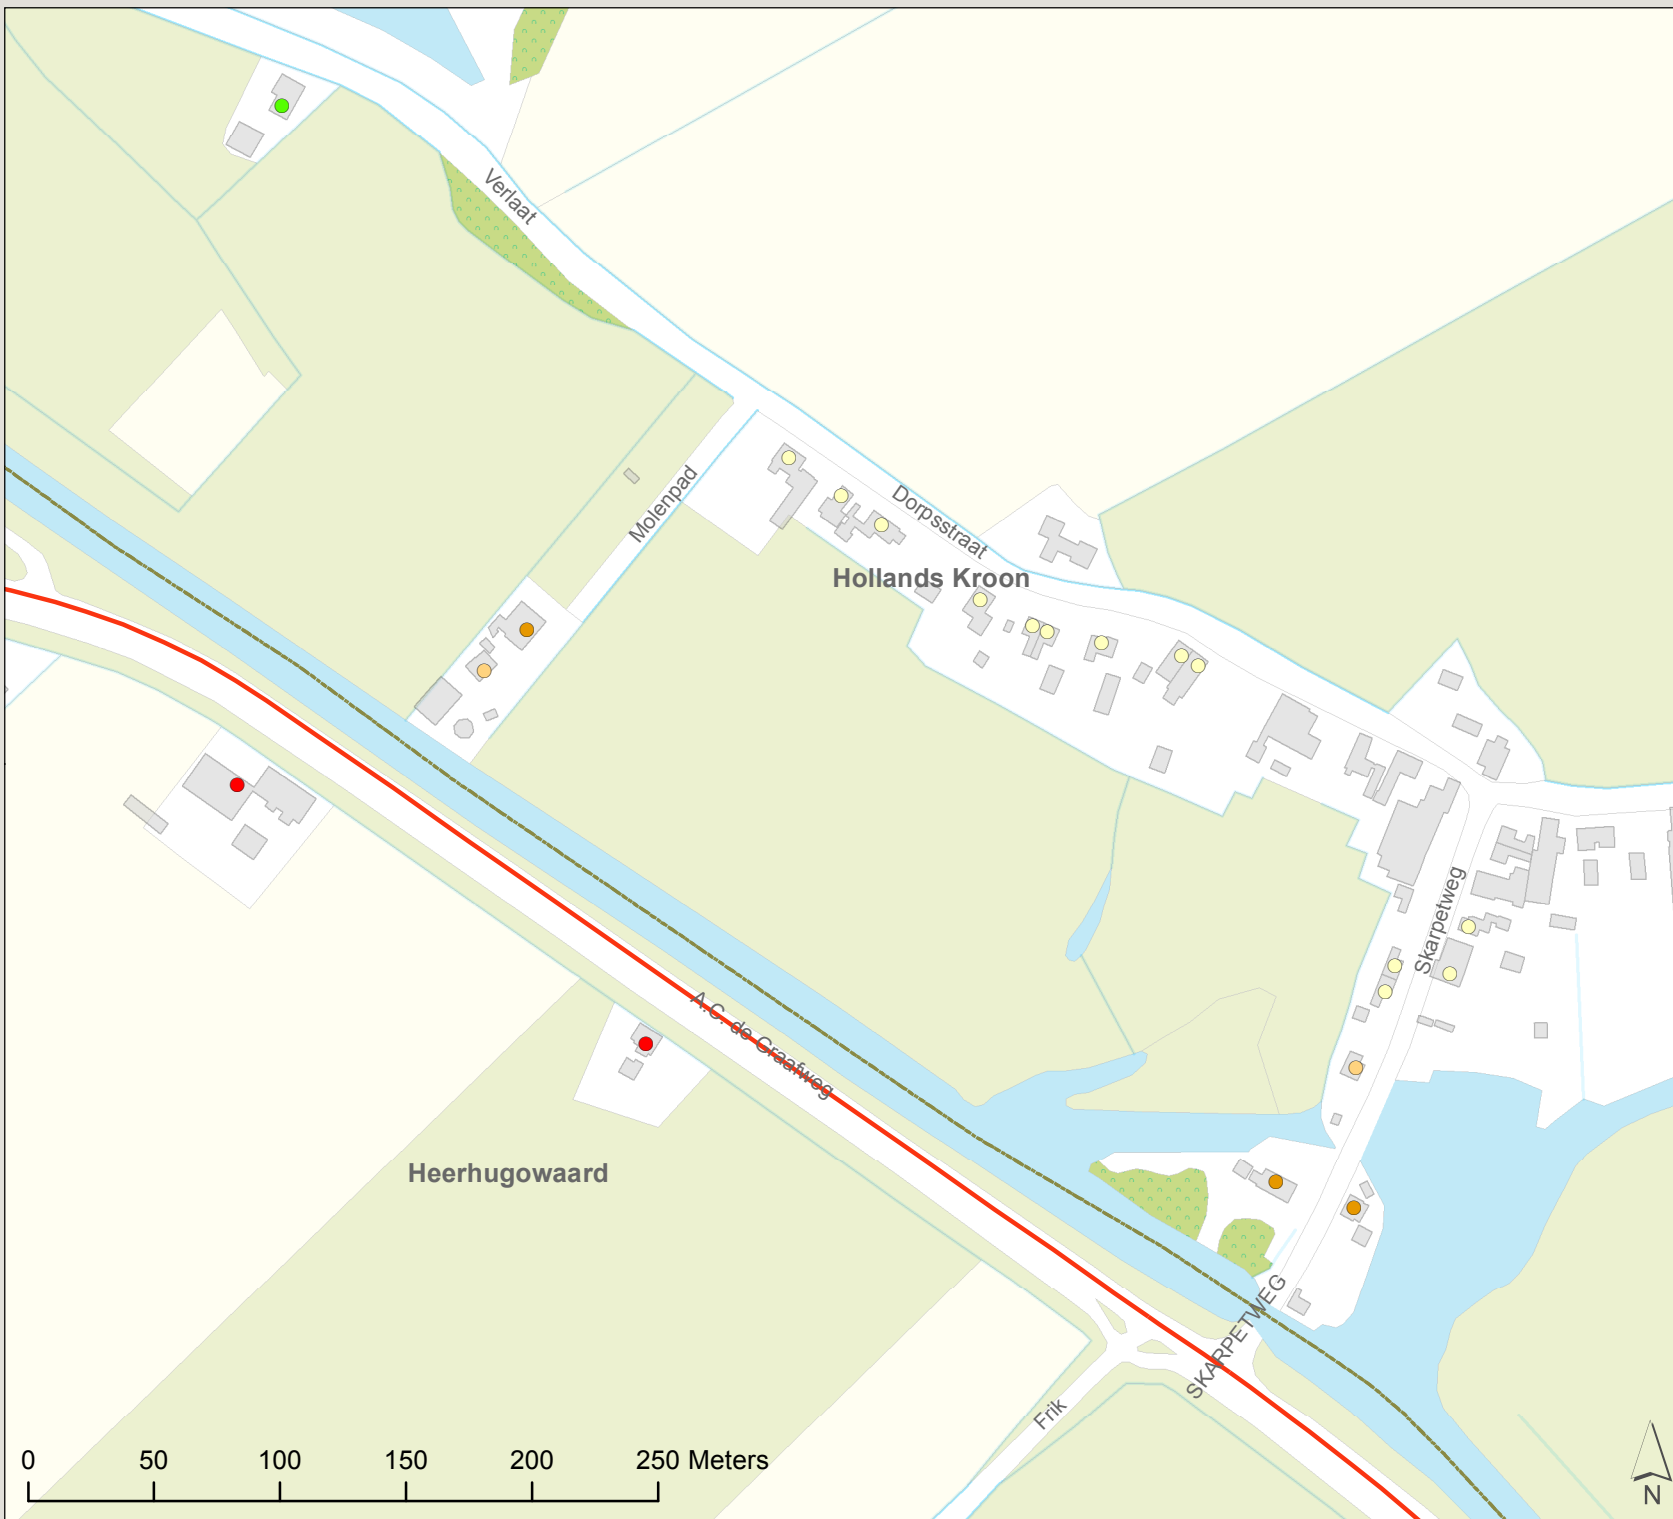 Verlaat
Molenpad
Dorpsstraat
Hollands Kroon
Skarpetweg
A.C. de Graafweg
Heerhugowaard
SKARPETWEG
Frik
0 50 100 150 200 250 Meters
N